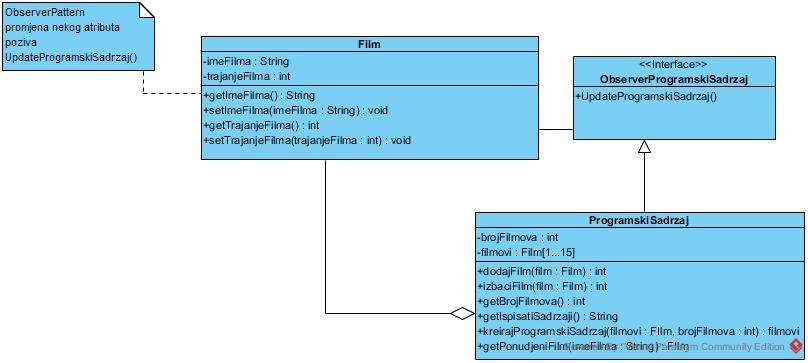 ObserverPattern
promjena nekog atributa
poziva
UpdateProgramskiSadrzaj()
Film
-imeFilma : String
-trajanjeFilma : int
+getImeFilma() : String
+setImeFilma(imeFilma : String) : void
+getTrajanjeFilma() : int
+setTrajanjeFilma(trajanjeFilma : int) : void
<<Interface>>
ObserverProgramskiSadrzaj
+UpdateProgramskiSadrzaj()
ProgramskiSadrzaj
-brojFilmova : int
-filmovi : Film[1...15]
+dodajFilm(film : Film) : int
+izbaciFilm(film : Film) : int
+getBrojFilmova() : int
+getIspisatiSadrzaji() : String
+kreirajProgramskiSadrzaj(filmovi : FIlm, brojFilmova : int) : filmovi
+getPonudjeniFilm(imeFilma : String) : FIlm
Paradigm Community Edition